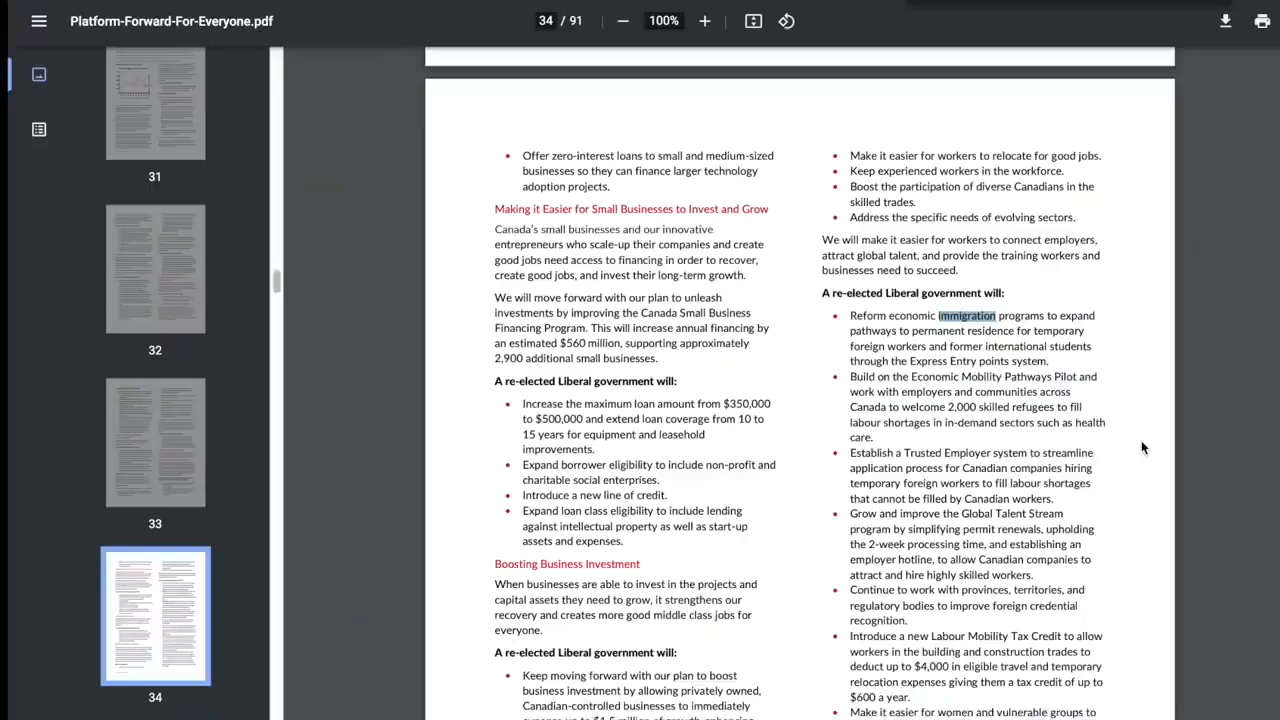 Platform-Forward-For-Everyone.pdf
34 / 91
100%
31
32
33
34
Offer zero-interest loans to small and medium-sized
businesses so they can finance larger technology
adoption projects.
Making it Easier for Small Businesses to Invest and Grow
Canada's small businesses and our innovative
entrepreneurs who scale-up their companies and create
good jobs need access to financing in order to recover,
create good jobs, and invest their long-term growth.
We will move forward with our plan to unleash
investments by improving the Canada Small Business
Financing Program. This will increase annual financing by
an estimated $560 million, supporting approximately
2,900 additional small businesses.
A re-elected Liberal government will:
Increase the maximum loan amount from $350,000
to $500,000 and extend loan coverage from 10 to
15 years for equipment and leasehold
improvements.
Expand borrower eligibility to include non-profit and
charitable social enterprises.
Introduce a new line of credit.
Expand loan class eligibility to include lending
against intellectual property as well as start-up
assets and expenses.
Boosting Business Investment
When businesses are able to invest in the projects and
capital assets they need to grow, it strengthens our
recovery and creates more good middle class jobs for
everyone.
A re-elected Liberal government will:
Keep moving forward with our plan to boost
business investment by allowing privately owned,
Canadian-controlled businesses to immediately
Make it easier for workers to relocate for good jobs.
Keep experienced workers in the workforce.
Boost the participation of diverse Canadians in the
skilled trades.
Address the specific needs of evolving sectors.
We will make it easier for workers to connect employers,
attract global talent, and provide the training workers and
businesses need to succeed.
A re-elected Liberal government will:
Reform economic immigration programs to expand
pathways to permanent residence for temporary
foreign workers and former international students
through the Express Entry points system.
Build on the Economic Mobility Pathways Pilot and
work with employers and communities across
Canada to welcome 2,000 skilled refugees to fill
labour shortages in in-demand sectors such as health
care.
Establish a Trusted Employer system to streamline
application process for Canadian companies hiring
temporary foreign workers to fill labour shortages
that cannot be filled by Canadian workers.
Grow and improve the Global Talent Stream
program by simplifying permit renewals, upholding
the 2-week processing time, and establishing an
employer hotline, to allow Canadian companies to
attract and hire highly skilled workers.
Continue to work with provinces, territories, and
regulatory bodies to improve foreign credential
recognition.
Introduce a new Labour Mobility Tax Credit to allow
workers in the building and construction trades to
deduct up to $4,000 in eligible travel and temporary
relocation expenses giving them a tax credit of up to
$600 a year.
Make it easier for women and vulnerable groups to